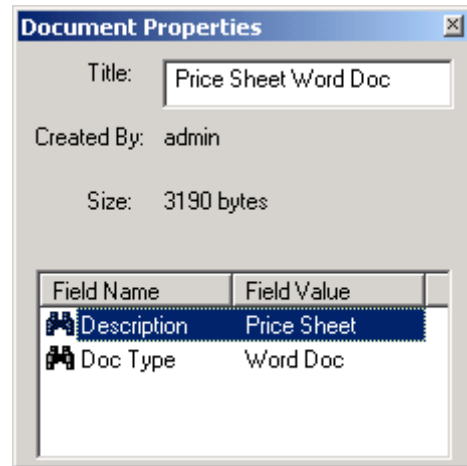 Document Properties
Title: Price Sheet Word Doc
Created By: admin
Size: 3190 bytes
Field Name Field Value
Description Price Sheet
Doc Type Word Doc